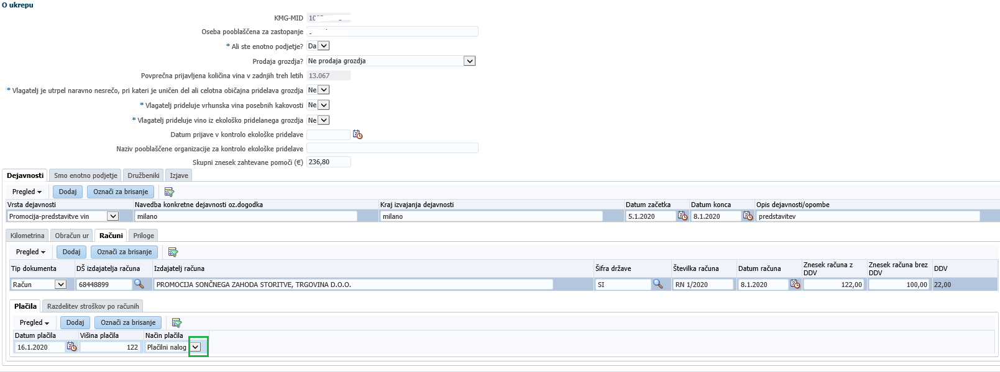 O ukrepu
KMG-MID
Oseba pooblaščena za zastopanje
* Ali ste enotno podjetje? Da
Prodaja grozdja? Ne prodaja grozdja
Povprečna prijavljena količina vina v zadnjih treh letih 13.067
* Vlagatelj je utrpel naravno nesrečo, pri kateri je uničen del ali celotna običajna pridelava grozdja Ne
* Vlagatelj prideluje vrhunska vina posebnih kakovosti Ne
* Vlagatelj prideluje vino iz ekološko pridelanega grozdja Ne
Datum prijave v kontrolo ekološke pridelave
Naziv pooblaščene organizacije za kontrolo ekološke pridelave
Skupni znesek zahtevane pomoči (€) 236,80
Dejavnosti Smo enotno podjetje Družbeniki Izjave
Pregled Dodaj Označi za brisanje
Vrsta dejavnosti Navedba konkretne dejavnosti oz.dogodka Kraj izvajanja dejavnosti Datum začetka Datum konca Opis dejavnosti/opombe
Promocija-predstavitve vin milano milano 5.1.2020 8.1.2020 predstavitev
Kilometrina Obračun ur Računi Priloge
Pregled Dodaj Označi za brisanje
Tip dokumenta DŠ izdajatelja računa Izdajatelj računa Šifra države Številka računa Datum računa Znesek računa z DDV Znesek računa brez DDV DDV
Račun 68448899 PROMOCIJA SONČNEGA ZAHODA STORITVE, TRGOVINA D.O.O. SI RN 1/2020 8.1.2020 122,00 100,00 22,00
Plačila Razdelitev stroškov po računih
Pregled Dodaj Označi za brisanje
Datum plačila Višina plačila Način plačila
16.1.2020 122 Plačilni nalog